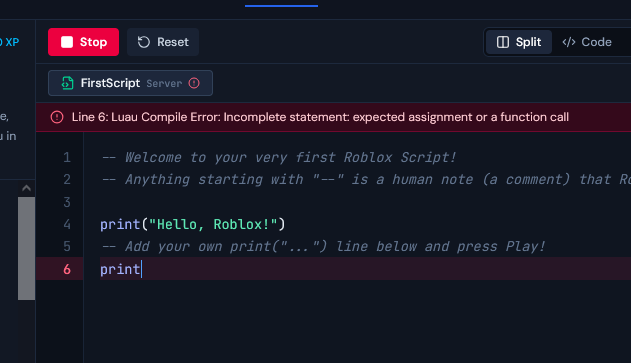 XP
Stop
Reset
Split
</> Code
FirstScript Server
Line 6: Luau Compile Error: Incomplete statement: expected assignment or a function call
e,
u in
1 -- Welcome to your very first Roblox Script!
2 -- Anything starting with "--" is a human note (a comment) that Ro
3
4 print("Hello, Roblox!")
5 -- Add your own print("...") line below and press Play!
6 print